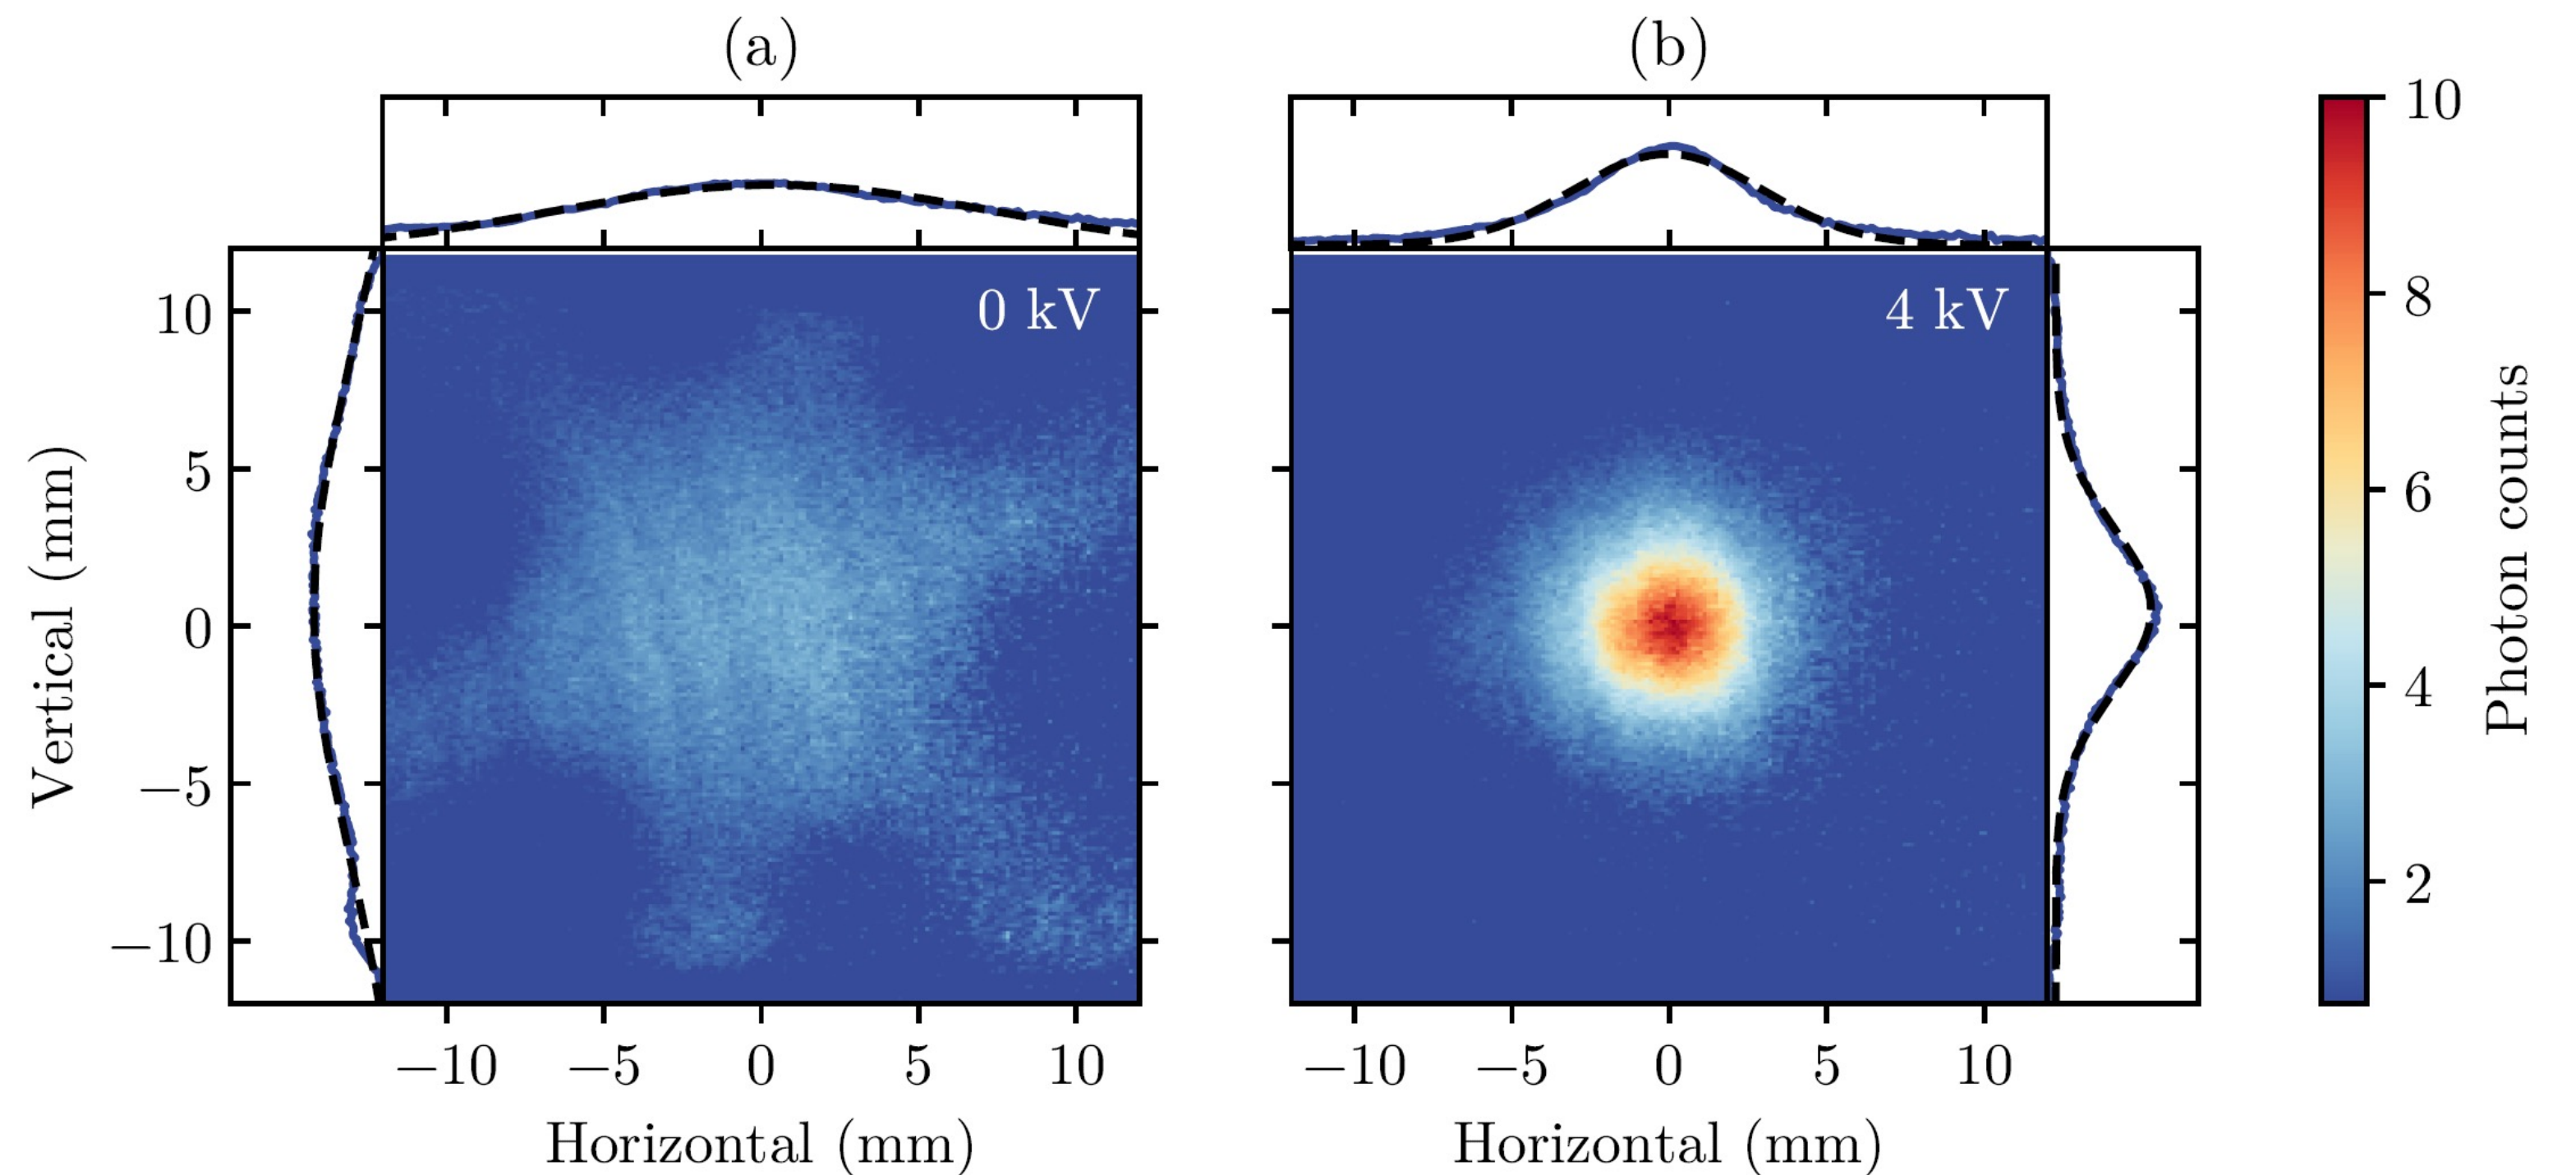 (a)
(b)
0 kV
4 kV
10
5
0
−5
−10
Vertical (mm)
−10 −5 0 5 10
Horizontal (mm)
−10 −5 0 5 10
Horizontal (mm)
10
8
6
4
2
Photon counts